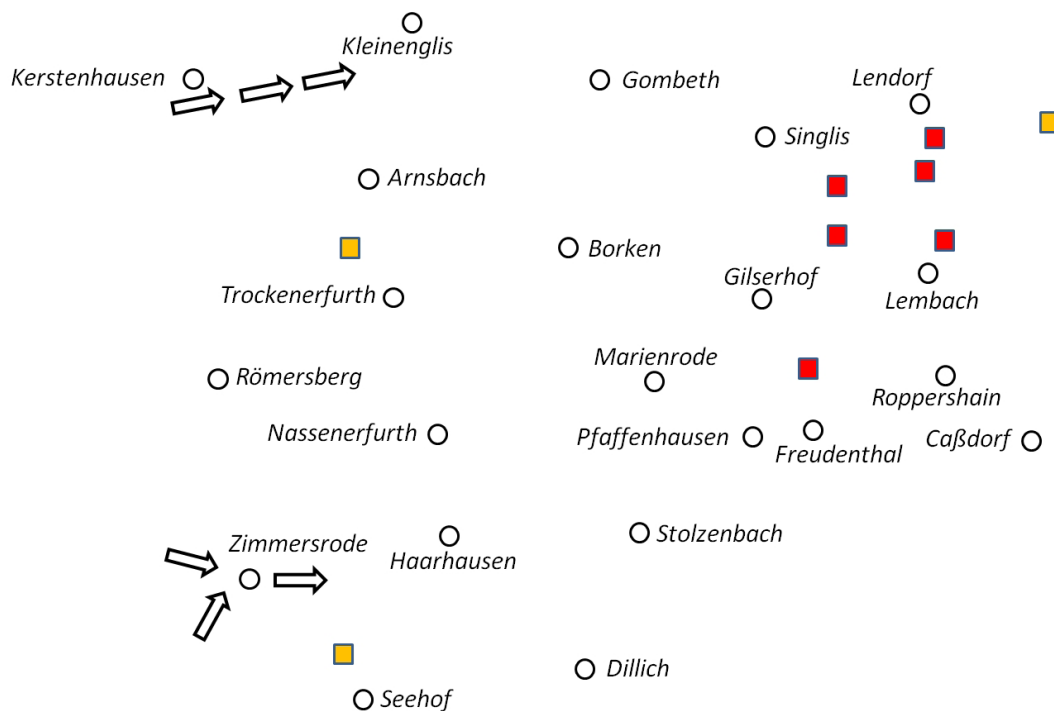 Kleinenglis
Kerstenhausen
Gombeth
Lendorf
Singlis
Arnsbach
Borken
Gilserhof
Trockenerfurth
Lembach
Marienrode
Römersberg
Roppershain
Nassenerfurth
Pfaffenhausen
Caßdorf
Freudenthal
Stolzenbach
Zimmersrode
Haarhausen
Dillich
Seehof